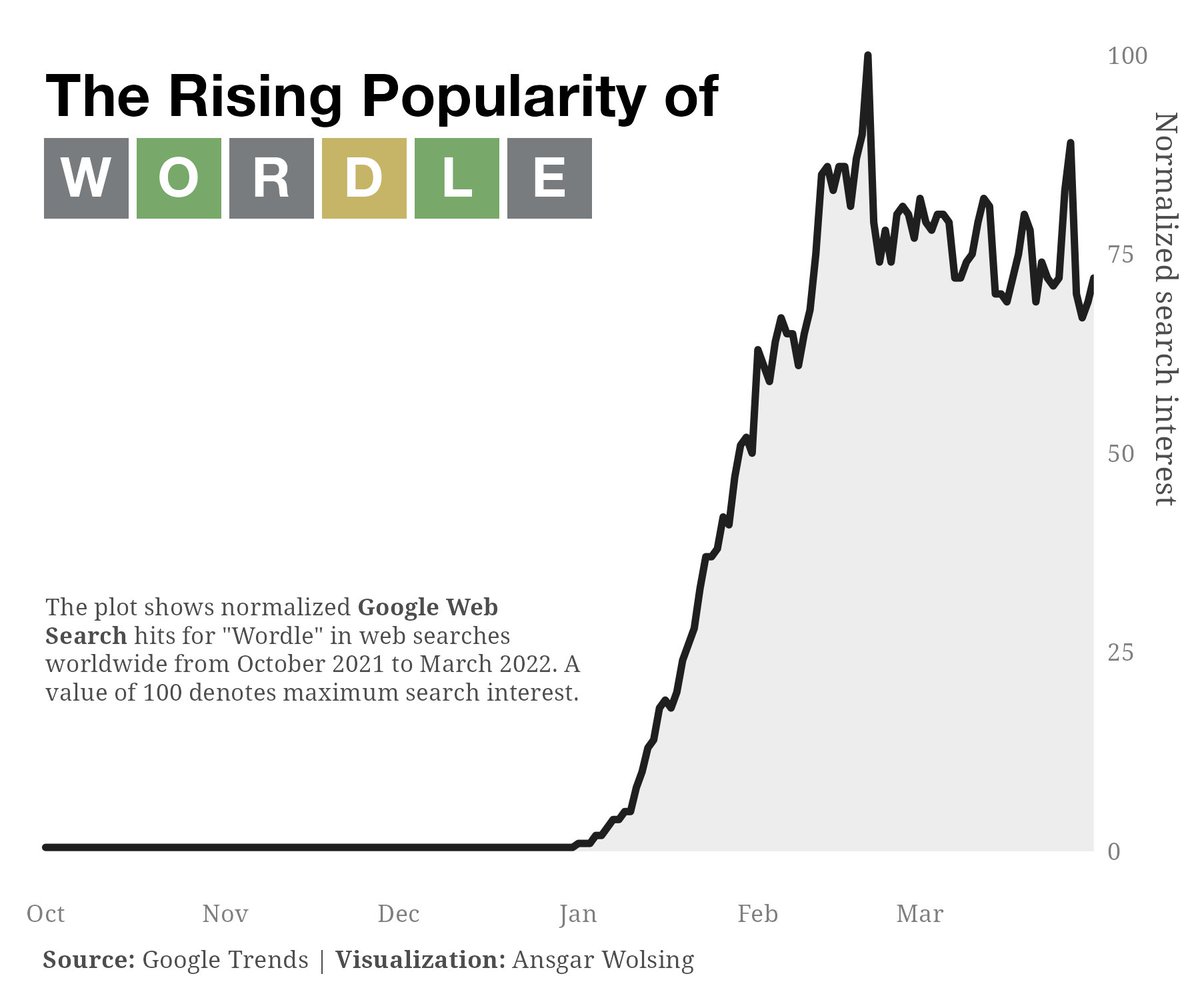 The Rising Popularity of
WORDLE
100
75
50
25
0
Normalized search interest
The plot shows normalized Google Web
Search hits for "Wordle" in web searches
worldwide from October 2021 to March 2022. A
value of 100 denotes maximum search interest.
Oct Nov Dec Jan Feb Mar
Source: Google Trends | Visualization: Ansgar Wolsing